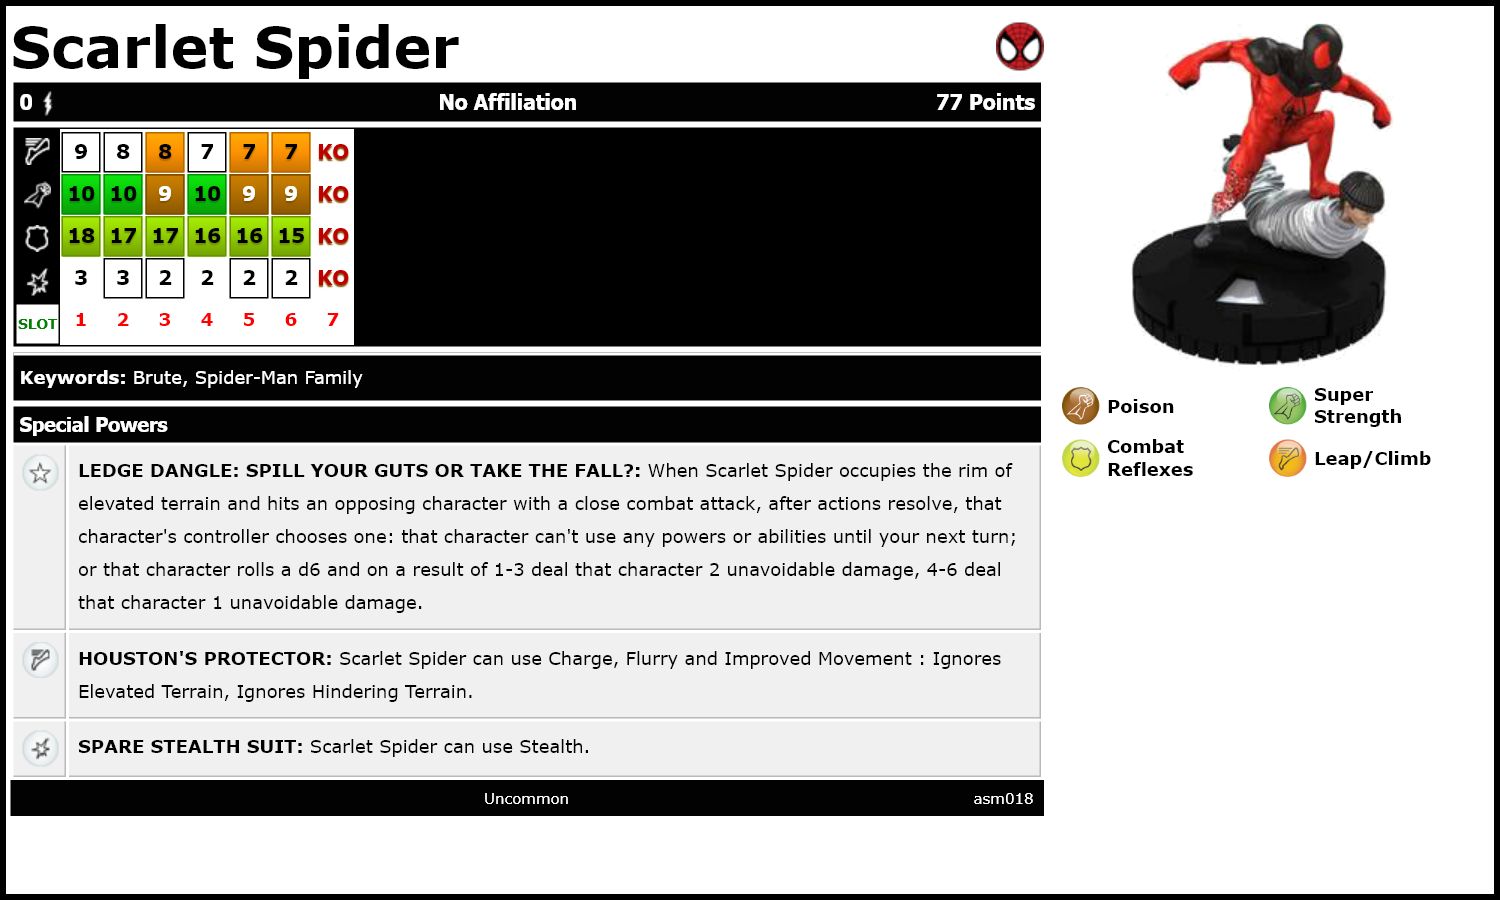 Scarlet Spider
0 No Affiliation 77 Points
9 8 8 7 7 7 KO
10 10 9 10 9 9 KO
18 17 17 16 16 15 KO
3 3 2 2 2 2 KO
SLOT 1 2 3 4 5 6 7
Keywords: Brute, Spider-Man Family
Special Powers
LEDGE DANGLE: SPILL YOUR GUTS OR TAKE THE FALL?: When Scarlet Spider occupies the rim of
elevated terrain and hits an opposing character with a close combat attack, after actions resolve, that
character's controller chooses one: that character can't use any powers or abilities until your next turn;
or that character rolls a d6 and on a result of 1-3 deal that character 2 unavoidable damage, 4-6 deal
that character 1 unavoidable damage.
HOUSTON'S PROTECTOR: Scarlet Spider can use Charge, Flurry and Improved Movement : Ignores
Elevated Terrain, Ignores Hindering Terrain.
SPARE STEALTH SUIT: Scarlet Spider can use Stealth.
Uncommon asm018
Poison
Super
Strength
Combat
Reflexes
Leap/Climb